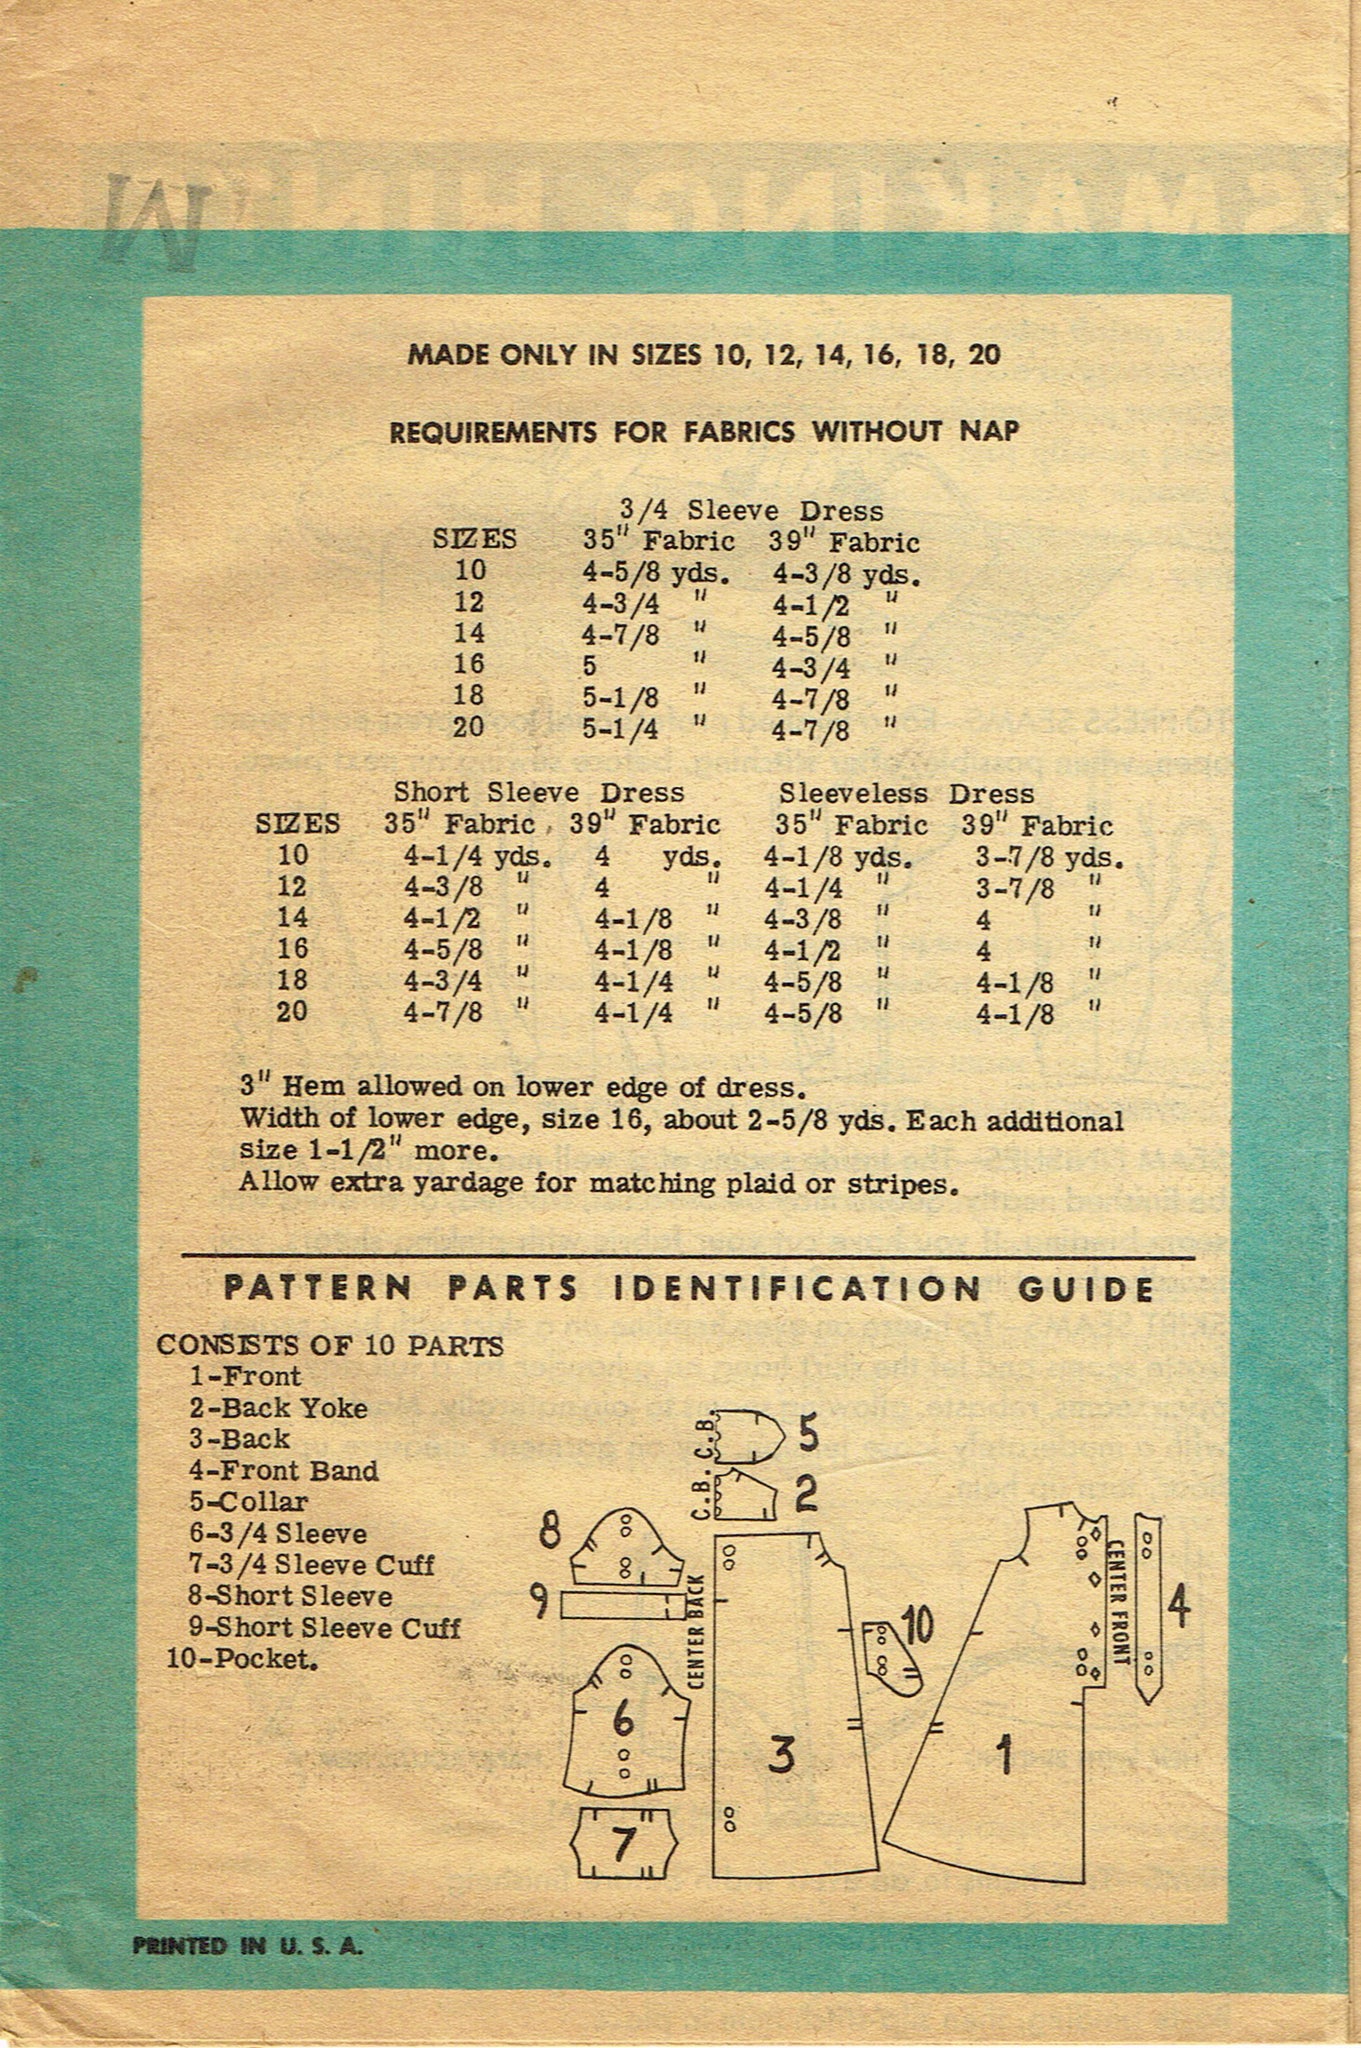 M
MADE ONLY IN SIZES 10, 12, 14, 16, 18, 20
REQUIREMENTS FOR FABRICS WITHOUT NAP
3/4 Sleeve Dress
SIZES 35" Fabric 39" Fabric
10 4-5/8 yds. 4-3/8 yds.
12 4-3/4 " 4-1/2 "
14 4-7/8 " 4-5/8 "
16 5 " 4-3/4 "
18 5-1/8 " 4-7/8 "
20 5-1/4 " 4-7/8 "
Short Sleeve Dress Sleeveless Dress
SIZES 35" Fabric 39" Fabric 35" Fabric 39" Fabric
10 4-1/4 yds. 4 yds. 4-1/8 yds. 3-7/8 yds.
12 4-3/8 " 4 " 4-1/4 " 3-7/8 "
14 4-1/2 " 4-1/8 " 4-3/8 " 4 "
16 4-5/8 " 4-1/8 " 4-1/2 " 4 "
18 4-3/4 " 4-1/4 " 4-5/8 " 4-1/8 "
20 4-7/8 " 4-1/4 " 4-5/8 " 4-1/8 "
3" Hem allowed on lower edge of dress.
Width of lower edge, size 16, about 2-5/8 yds. Each additional
size 1-1/2" more.
Allow extra yardage for matching plaid or stripes.
PATTERN PARTS IDENTIFICATION GUIDE
CONSISTS OF 10 PARTS
1-Front
2-Back Yoke
3-Back
4-Front Band
5-Collar
6-3/4 Sleeve
7-3/4 Sleeve Cuff
8-Short Sleeve
9-Short Sleeve Cuff
10-Pocket.
C.B. 5
C.B. 2
8
9
CENTER BACK
10
CENTER FRONT
4
6
3
1
7
PRINTED IN U. S. A.